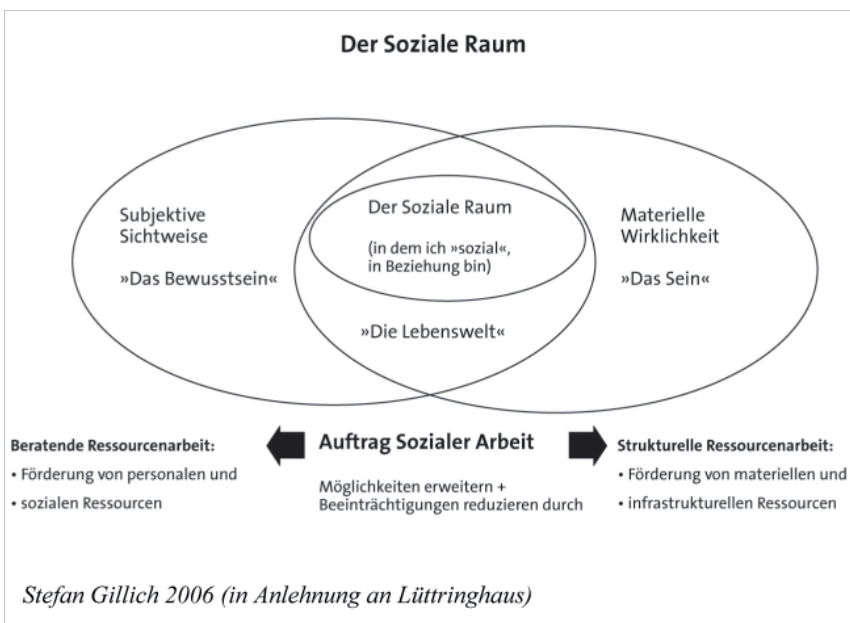 Der Soziale Raum
Subjektive
Sichtweise
»Das Bewusstsein«
Der Soziale Raum
(in dem ich »sozial«,
in Beziehung bin)
»Die Lebenswelt«
Materielle
Wirklichkeit
»Das Sein«
Beratende Ressourcenarbeit:
• Förderung von personalen und
• sozialen Ressourcen
Auftrag Sozialer Arbeit
Möglichkeiten erweitern +
Beeinträchtigungen reduzieren durch
Strukturelle Ressourcenarbeit:
• Förderung von materiellen und
• infrastrukturellen Ressourcen
Stefan Gillich 2006 (in Anlehnung an Lüttringhaus)